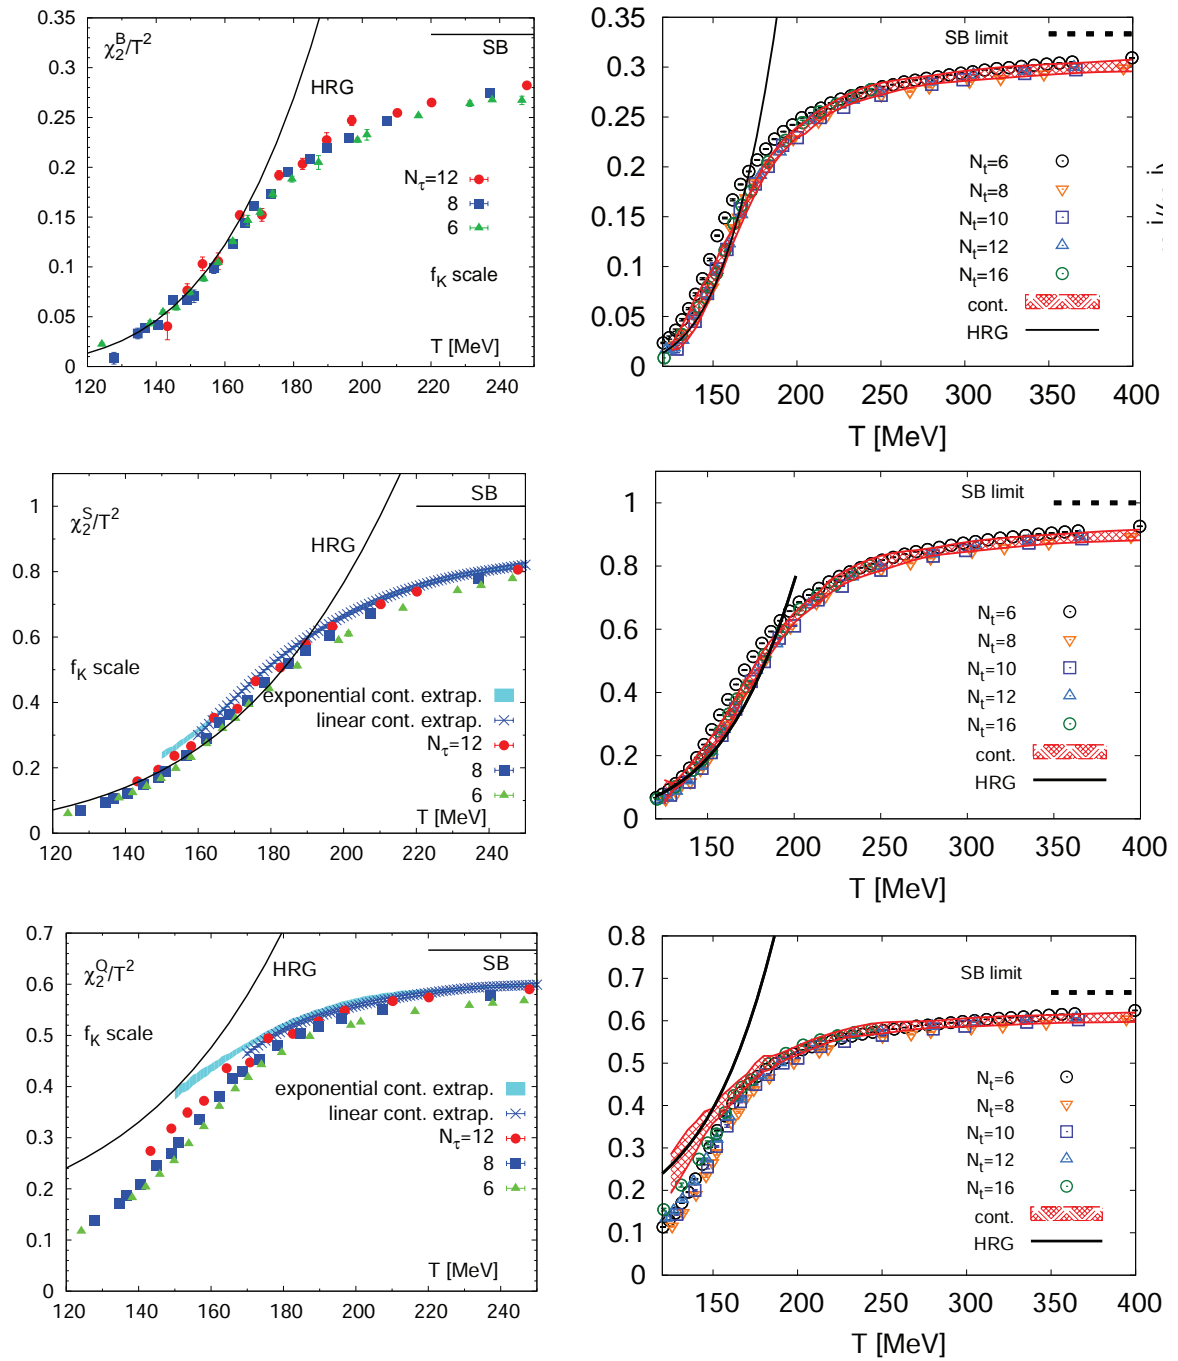 0.35
0.3
0.25
0.2
0.15
0.1
0.05
0
χ₂ᴮ/T²
SB
HRG
Nτ=12
8
6
fK scale
T [MeV]
120 140 160 180 200 220 240
0.35
0.3
0.25
0.2
0.15
0.1
0.05
0
SB limit
Nt=6
Nt=8
Nt=10
Nt=12
Nt=16
cont.
HRG
150 200 250 300 350 400
T [MeV]
1
0.8
0.6
0.4
0.2
0
χ₂ˢ/T²
SB
HRG
fK scale
exponential cont. extrap.
linear cont. extrap.
Nτ=12
8
6
T [MeV]
120 140 160 180 200 220 240
1
0.8
0.6
0.4
0.2
0
SB limit
Nt=6
Nt=8
Nt=10
Nt=12
Nt=16
cont.
HRG
150 200 250 300 350 400
T [MeV]
0.7
0.6
0.5
0.4
0.3
0.2
0.1
0
χ₂Q/T²
HRG
SB
fK scale
exponential cont. extrap.
linear cont. extrap.
Nτ=12
8
6
T [MeV]
120 140 160 180 200 220 240
0.8
0.7
0.6
0.5
0.4
0.3
0.2
0.1
0
SB limit
Nt=6
Nt=8
Nt=10
Nt=12
Nt=16
cont.
HRG
150 200 250 300 350 400
T [MeV]